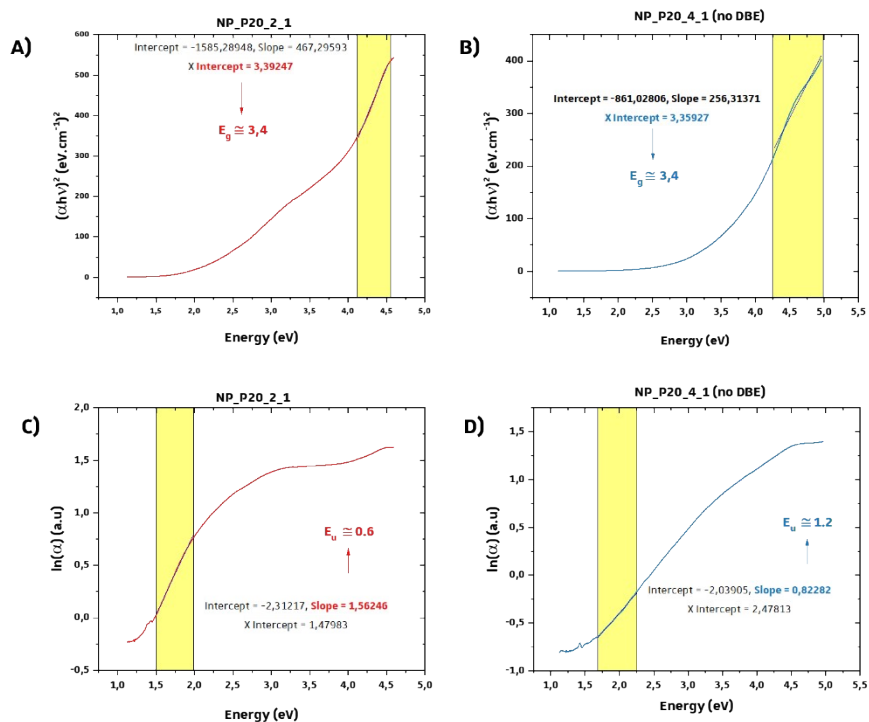 A)
NP_P20_2_1
Intercept = -1585,28948, Slope = 467,29593
X Intercept = 3,39247
E_g ≅ 3,4
(αhν)² (eV.cm⁻¹)²
600
500
400
300
200
100
0
1,0 1,5 2,0 2,5 3,0 3,5 4,0 4,5 5,0
Energy (eV)
B)
NP_P20_4_1 (no DBE)
Intercept = -861,02806, Slope = 256,31371
X Intercept = 3,35927
E_g ≅ 3,4
(αhν)² (eV.cm⁻¹)²
400
300
200
100
0
1,0 1,5 2,0 2,5 3,0 3,5 4,0 4,5 5,0 5,5
Energy (eV)
C)
NP_P20_2_1
E_u ≅ 0.6
Intercept = -2,31217, Slope = 1,56246
X Intercept = 1,47983
ln(α) (a.u)
2,0
1,5
1,0
0,5
0,0
-0,5
1,0 1,5 2,0 2,5 3,0 3,5 4,0 4,5 5,0
Energy (eV)
D)
NP_P20_4_1 (no DBE)
E_u ≅ 1.2
Intercept = -2,03905, Slope = 0,82282
X Intercept = 2,47813
ln(α) (a.u)
1,5
1,0
0,5
0,0
-0,5
-1,0
1,0 1,5 2,0 2,5 3,0 3,5 4,0 4,5 5,0 5,5
Energy (eV)